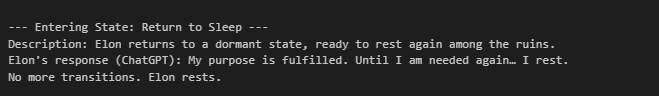 --- Entering State: Return to Sleep ---
Description: Elon returns to a dormant state, ready to rest again among the ruins.
Elon's response (ChatGPT): My purpose is fulfilled. Until I am needed again… I rest.
No more transitions. Elon rests.